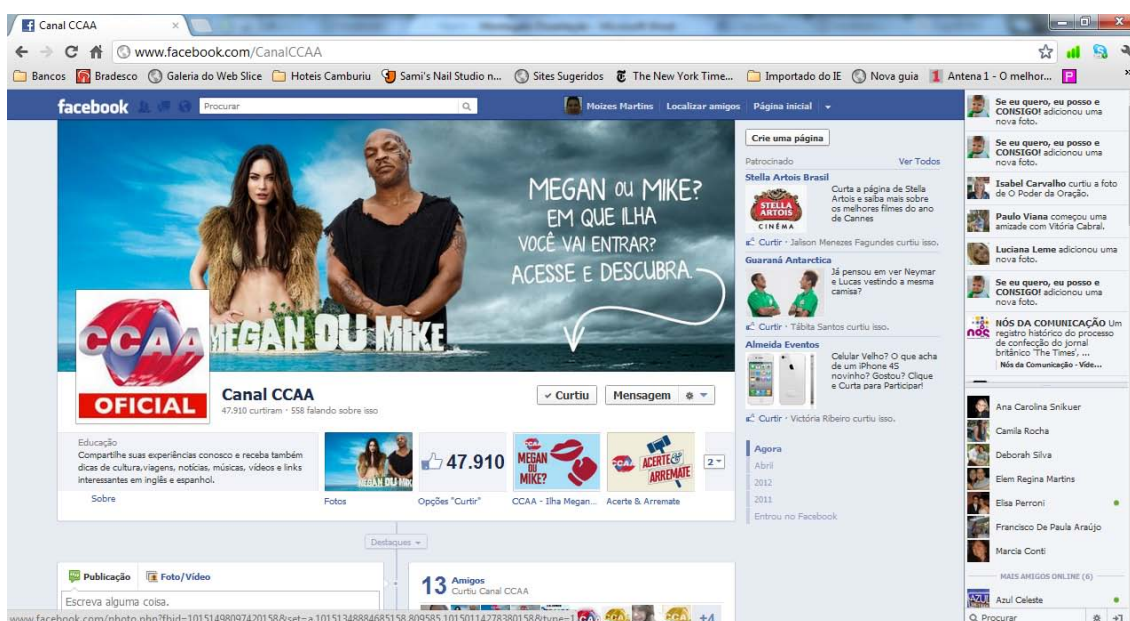 Canal CCAA
www.facebook.com/CanalCCAA
Bancos Bradesco Galeria do Web Slice Hoteis Camburiu Sami's Nail Studio n... Sites Sugeridos The New York Time... Importado do IE Nova guia Antena 1 - O melhor...
facebook Procurar Moizes Martins Localizar amigos Página inicial
MEGAN OU MIKE?
EM QUE ILHA
VOCÊ VAI ENTRAR?
ACESSE E DESCUBRA.
MEGAN OU MIKE
CCAA
OFICIAL
Canal CCAA
47.910 curtiram · 558 falando sobre isso
Curtiu Mensagem
Educação
Compartilhe suas experiências conosco e receba também
dicas de cultura,viagens, notícias, músicas, vídeos e links
interessantes em inglês e espanhol.
Sobre
MEGAN OU MIKE
Fotos
47.910
Opções "Curtir"
CCAA
MEGAN
OU
MIKE?
CCAA - Ilha Megan...
CCAA
ACERTE&
ARREMATE
Acerte & Arremate
2
Destaques
Publicação Foto/Vídeo
Escreva alguma coisa.
13 Amigos
Curtiu Canal CCAA
+4
Crie uma página
Patrocinado Ver Todos
Stella Artois Brasil
STELLA
ARTOIS
CINÉMA
Curta a página de Stella
Artois e saiba mais sobre
os melhores filmes do ano
de Cannes
Curtir · Jalison Menezes Fagundes curtiu isso.
Guaraná Antarctica
Já pensou em ver Neymar
e Lucas vestindo a mesma
camisa?
Curtir · Tábita Santos curtiu isso.
Almeida Eventos
Celular Velho? O que acha
de um iPhone 4S
novinho? Gostou? Clique
e Curta para Participar!
Curtir · Victória Ribeiro curtiu isso.
Agora
Abril
2012
2011
Entrou no Facebook
Se eu quero, eu posso e
CONSIGO! adicionou uma
nova foto.
Se eu quero, eu posso e
CONSIGO! adicionou uma
nova foto.
Isabel Carvalho curtiu a foto
de O Poder da Oração.
Paulo Viana começou uma
amizade com Vitória Cabral.
Luciana Leme adicionou uma
nova foto.
Se eu quero, eu posso e
CONSIGO! adicionou uma
nova foto.
nós
NÓS DA COMUNICAÇÃO Um
registro histórico do processo
de confecção do jornal
britânico 'The Times', ...
Nós da Comunicação - Víde...
Ana Carolina Snikuer
Camila Rocha
Deborah Silva
Elem Regina Martins
Elisa Perroni
Francisco De Paula Araújo
Marcia Conti
MAIS AMIGOS ONLINE (6)
Azul Celeste
Procurar